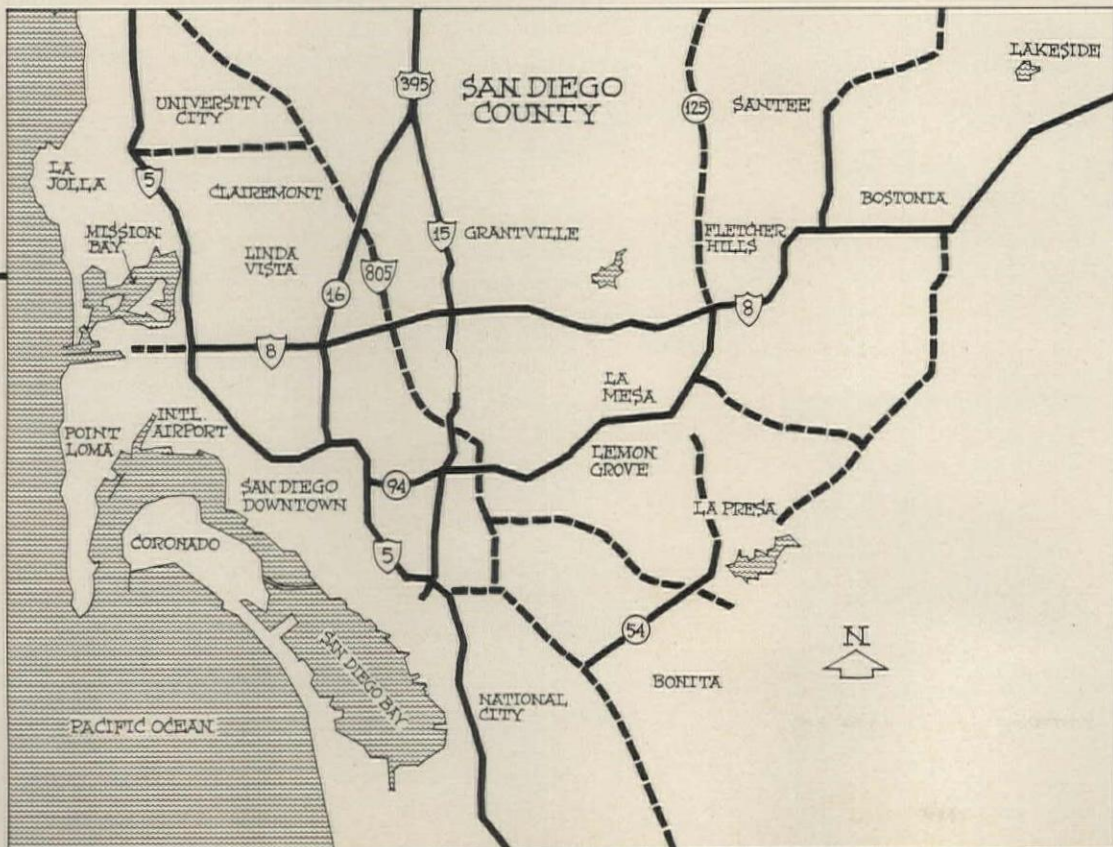 395
SAN DIEGO
COUNTY
LAKESIDE
125
SANTEE
UNIVERSITY
CITY
LA
JOLLA
5
CLAIREMONT
BOSTONIA
MISSION
BAY
LINDA
VISTA
15
GRANTVILLE
FLETCHER
HILLS
805
16
8
8
LA
MESA
INTL.
AIRPORT
POINT
LOMA
LEMON
GROVE
94
SAN DIEGO
DOWNTOWN
LA PRESA
CORONADO
5
54
N
SAN DIEGO BAY
BONITA
NATIONAL
CITY
PACIFIC OCEAN